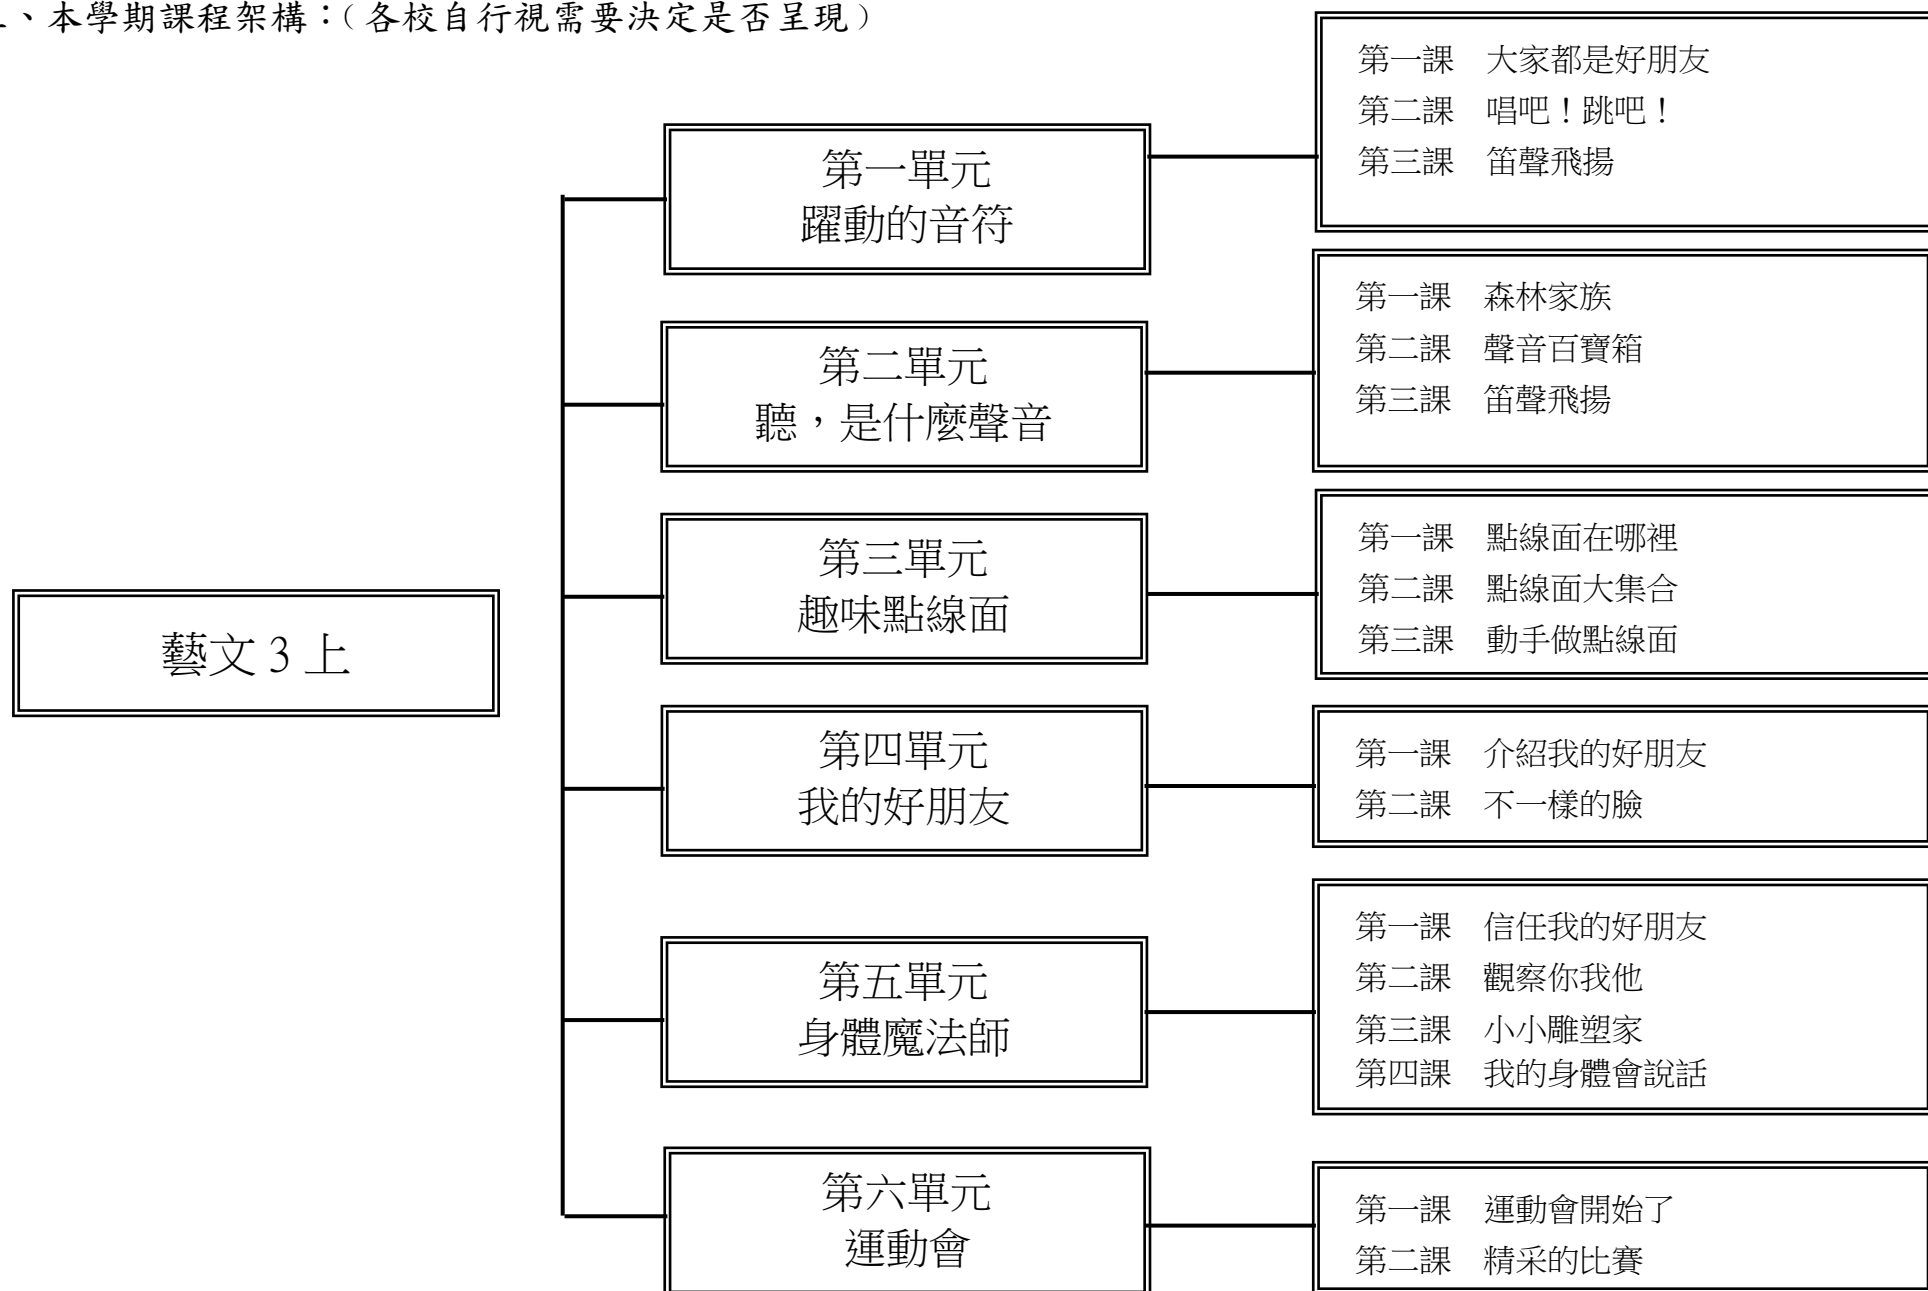 、本學期課程架構：（各校自行視需要決定是否呈現）
藝文 3 上
第一單元
躍動的音符
第一課　大家都是好朋友
第二課　唱吧！跳吧！
第三課　笛聲飛揚
第二單元
聽，是什麼聲音
第一課　森林家族
第二課　聲音百寶箱
第三課　笛聲飛揚
第三單元
趣味點線面
第一課　點線面在哪裡
第二課　點線面大集合
第三課　動手做點線面
第四單元
我的好朋友
第一課　介紹我的好朋友
第二課　不一樣的臉
第五單元
身體魔法師
第一課　信任我的好朋友
第二課　觀察你我他
第三課　小小雕塑家
第四課　我的身體會說話
第六單元
運動會
第一課　運動會開始了
第二課　精采的比賽